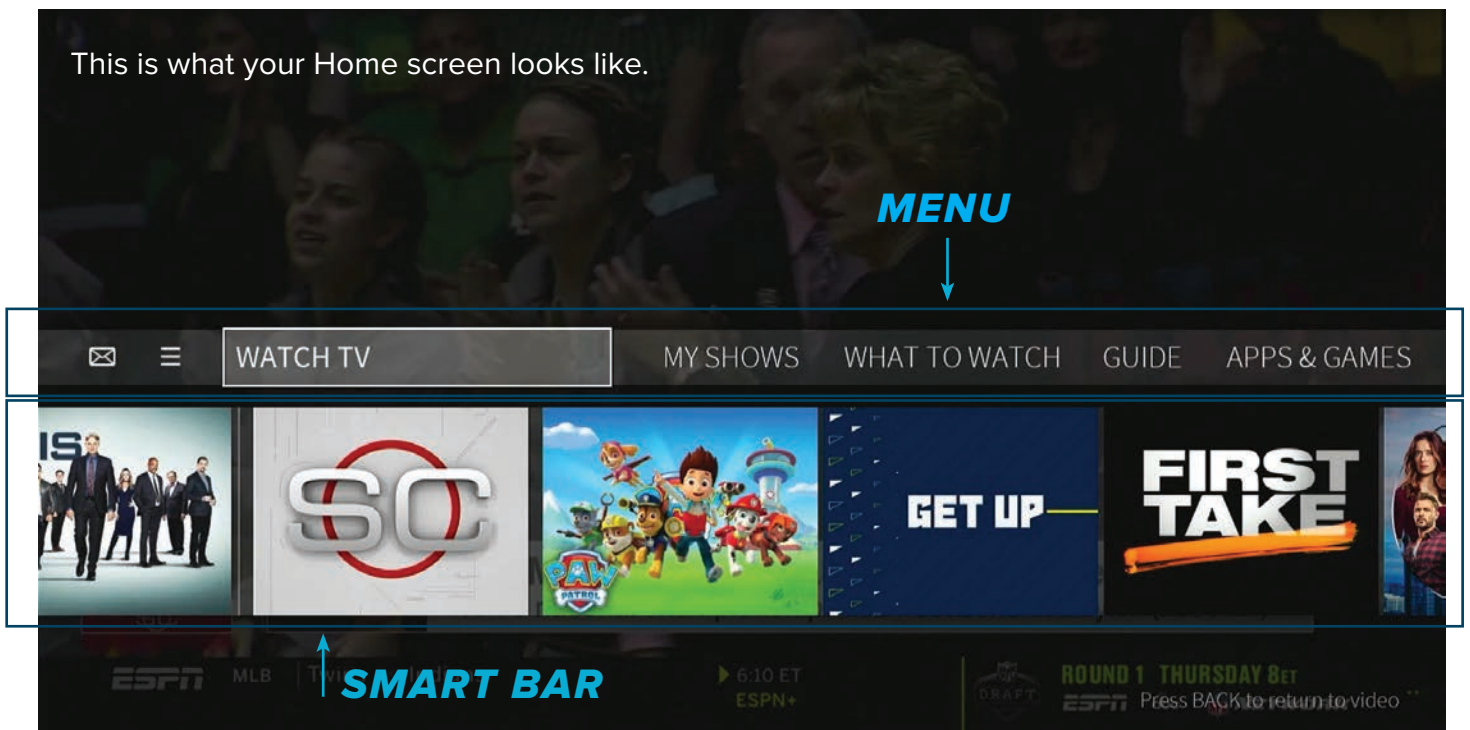 This is what your Home screen looks like.
MENU
WATCH TV MY SHOWS WHAT TO WATCH GUIDE APPS & GAMES
IS
SC
PAW
PATROL
GET UP
FIRST
TAKE
SMART BAR
ESPN MLB
6:10 ET
ESPN+
DRAFT
ROUND 1 THURSDAY 8ET
ESPN
Press BACK to return to video